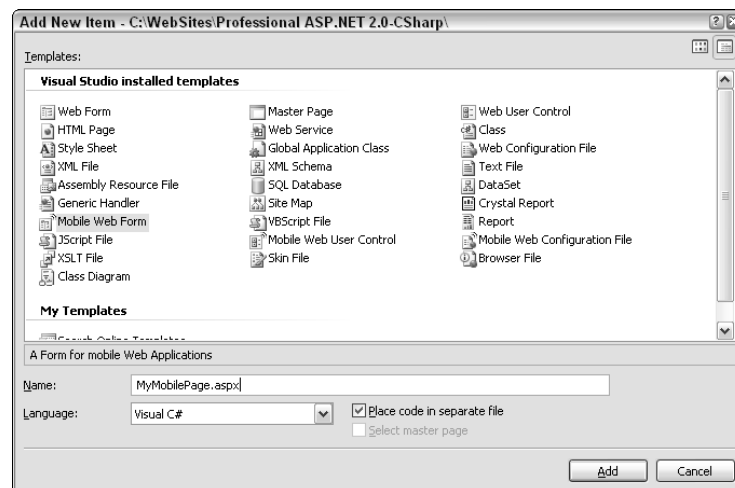 Add New Item - C:\WebSites\Professional ASP.NET 2.0-CSharp\
Templates:
Visual Studio installed templates
Web Form
Master Page
Web User Control
HTML Page
Web Service
Class
Style Sheet
Global Application Class
Web Configuration File
XML File
XML Schema
Text File
Assembly Resource File
SQL Database
DataSet
Generic Handler
Site Map
Crystal Report
Mobile Web Form
VBScript File
Report
JScript File
Mobile Web User Control
Mobile Web Configuration File
XSLT File
Skin File
Browser File
Class Diagram
My Templates
Search Online Templates
A Form for mobile Web Applications
Name:
MyMobilePage.aspx
Language:
Visual C#
Place code in separate file
Select master page
Add
Cancel